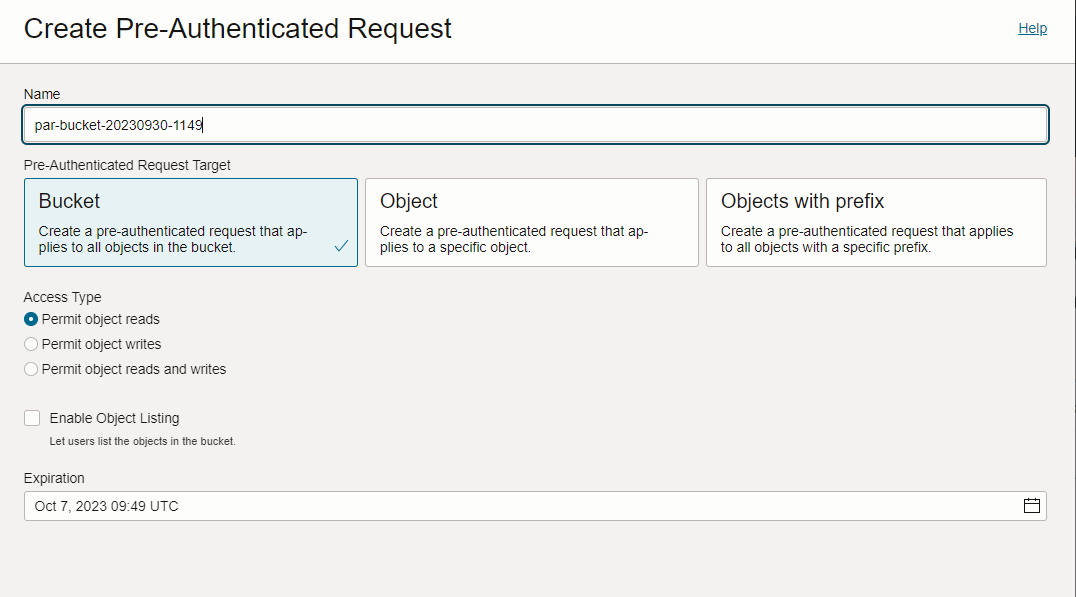 Create Pre-Authenticated Request
Help
Name
par-bucket-20230930-1149
Pre-Authenticated Request Target
Bucket
Create a pre-authenticated request that ap-
plies to all objects in the bucket.
Object
Create a pre-authenticated request that ap-
plies to a specific object.
Objects with prefix
Create a pre-authenticated request that applies
to all objects with a specific prefix.
Access Type
Permit object reads
Permit object writes
Permit object reads and writes
Enable Object Listing
Let users list the objects in the bucket.
Expiration
Oct 7, 2023 09:49 UTC